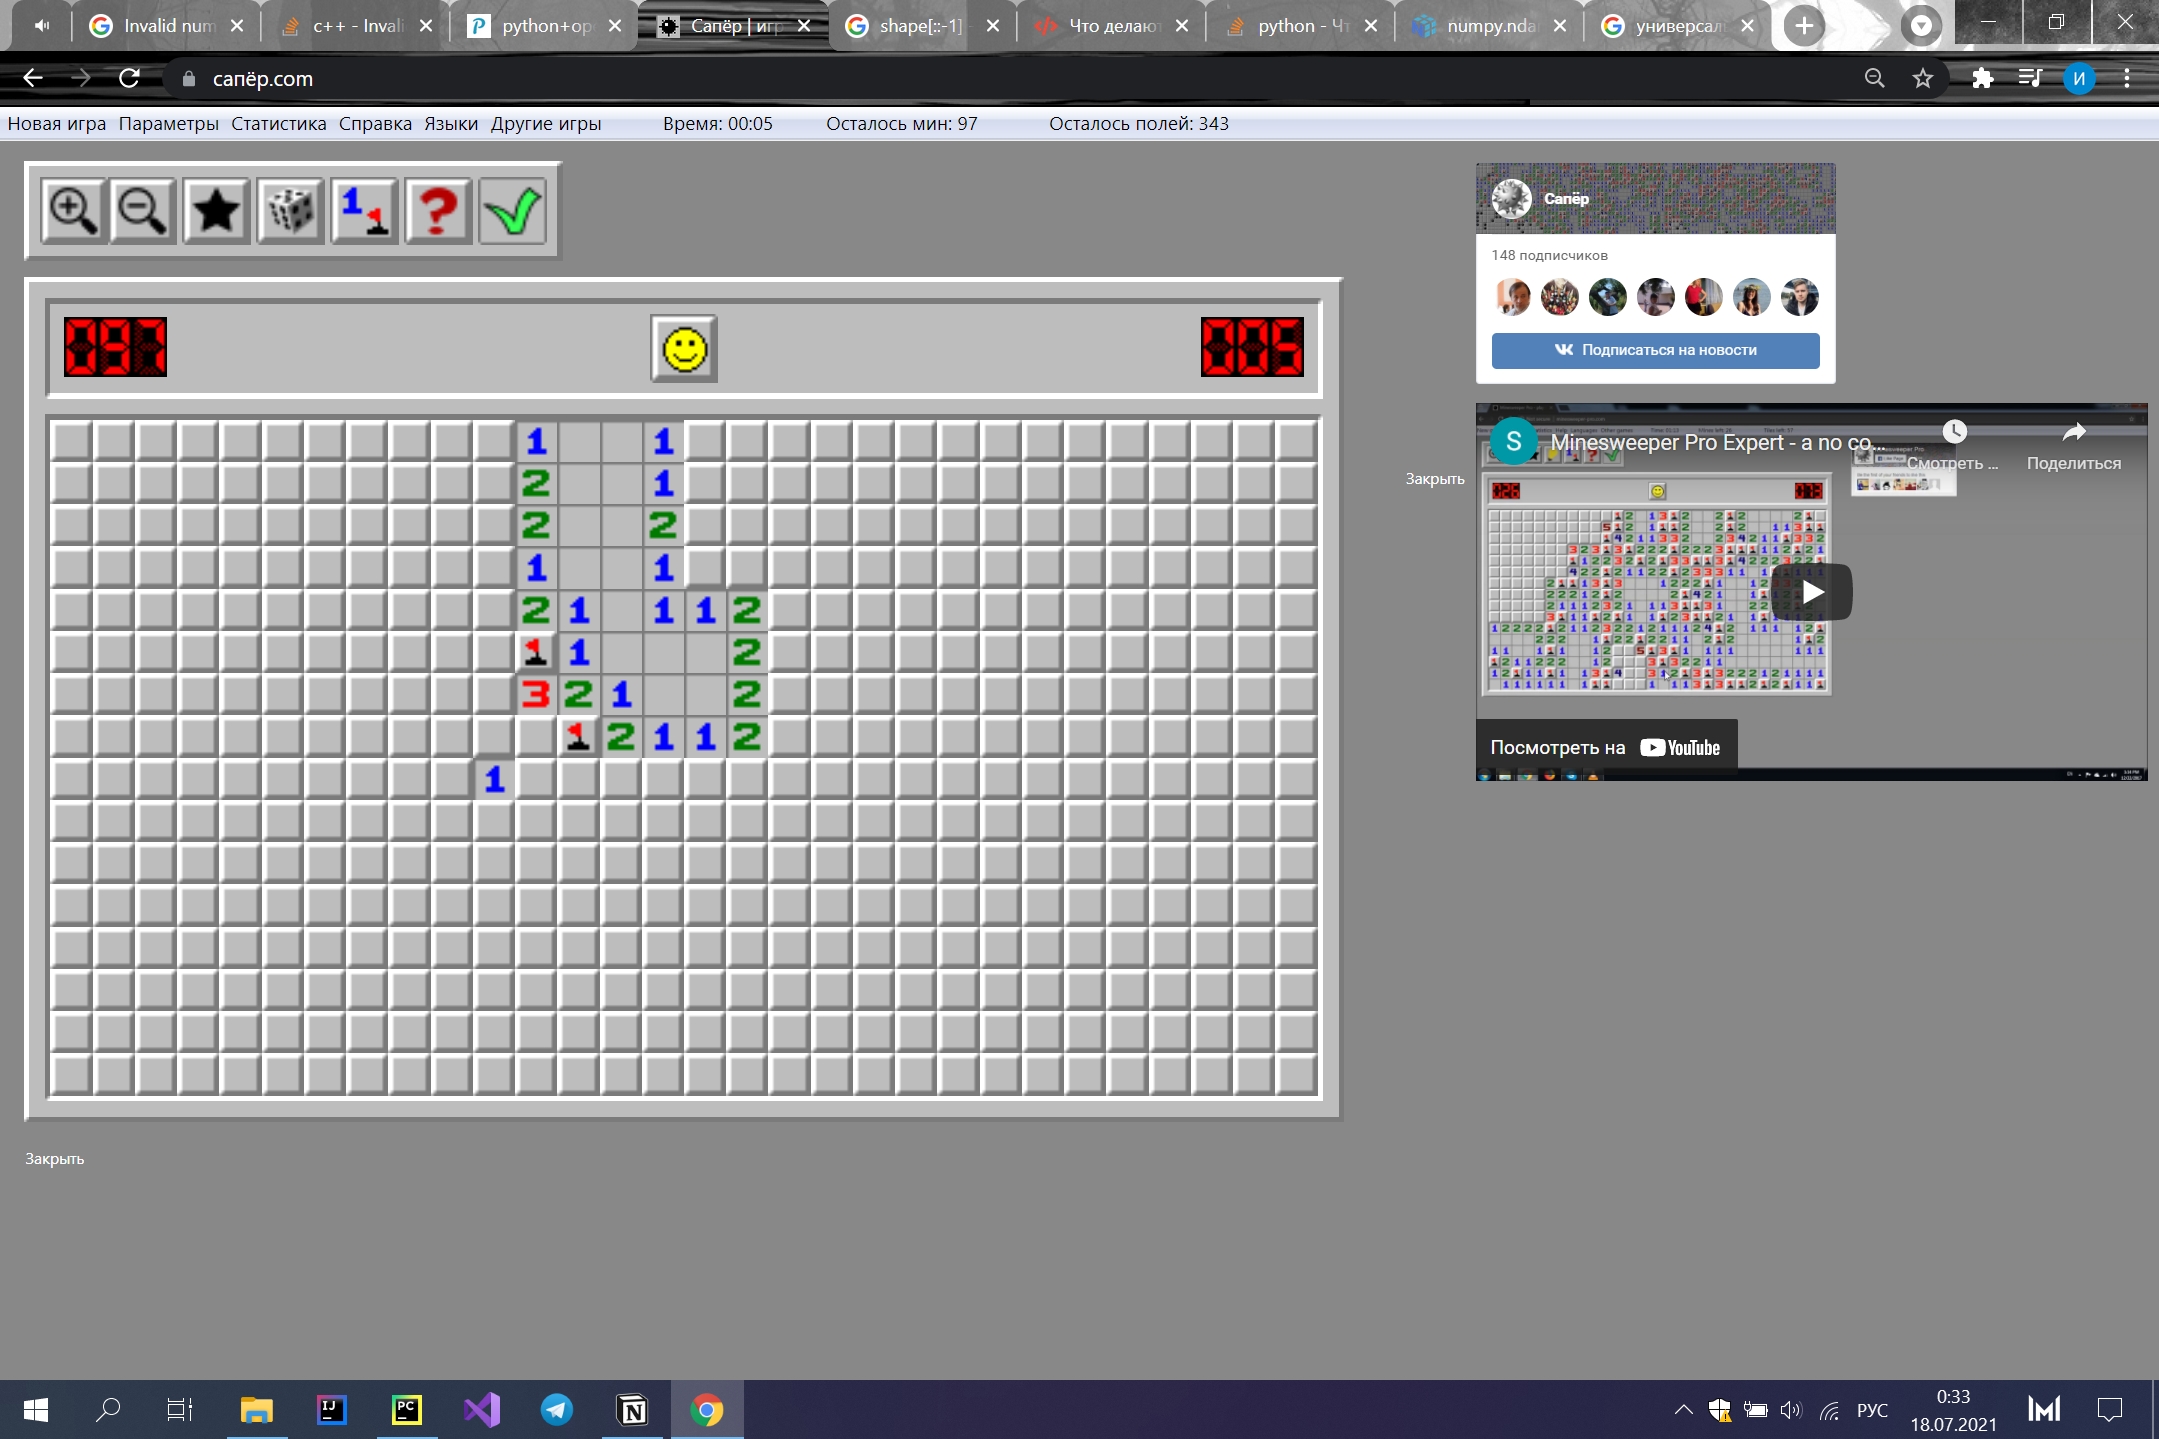 Invalid num
c++ - Invali
python+op
Сапёр | игр
shape[::-1] -
Что делают
python - Чт
numpy.nda
универсал
сапёр.com
И
Новая игра Параметры Статистика Справка Языки Другие игры Время: 00:05 Осталось мин: 97 Осталось полей: 343
1
?
Сапёр
148 подписчиков
Подписаться на новости
097
005
1 1
2 1
2 2
1 1
2 1 1 1 2
1 2
3 2 1 2
2 1 1 2
1
Закрыть
S
Minesweeper Pro Expert - a no co...
Смотреть ...
Поделиться
Посмотреть на YouTube
Закрыть
IJ
PC
N
РУС
0:33
18.07.2021